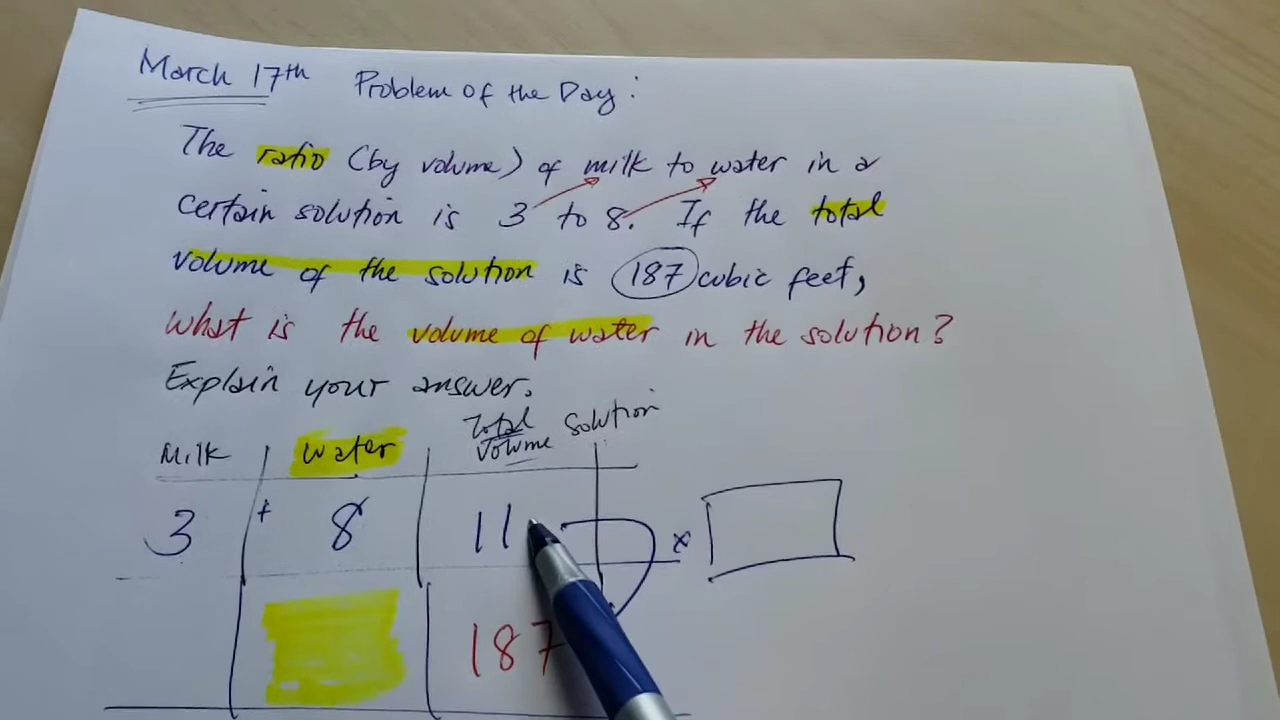 March 17th Problem of the Day:
The ratio (by volume) of milk to water in a
certain solution is 3 to 8. If the total
volume of the solution is 187 cubic feet,
What is the volume of water in the solution?
Explain your answer.
Milk water Total Volume Solution
3 + 8 11 ×
187